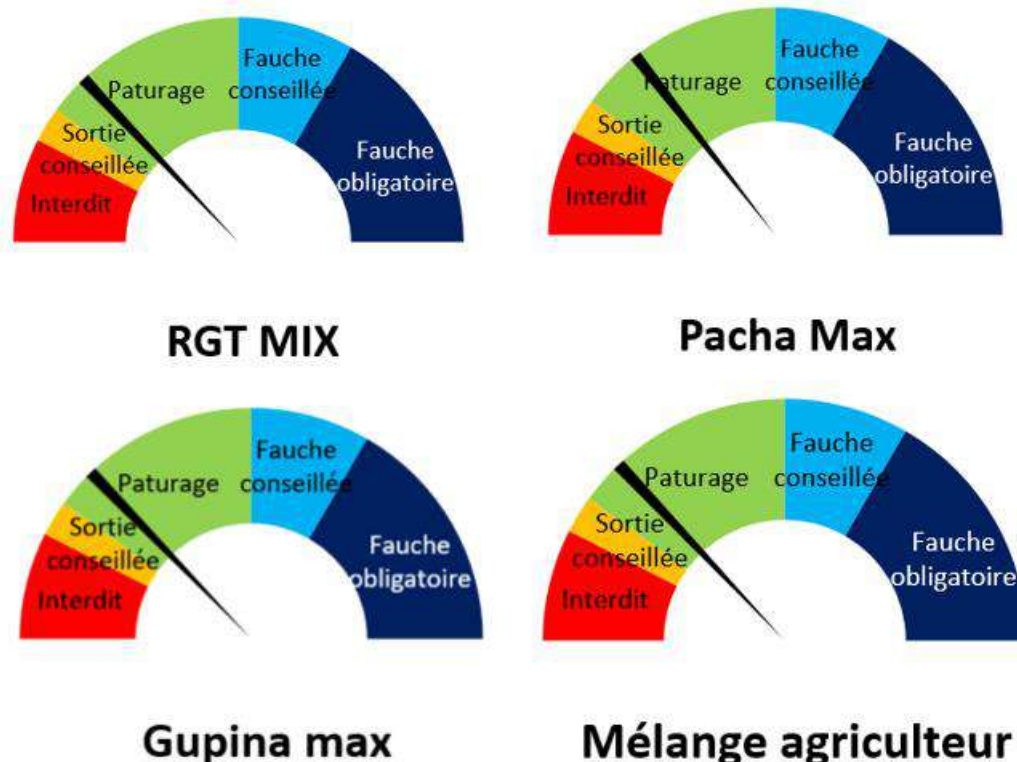 Fauche
conseillée
Paturage
Sortie
conseillée
Interdit
Fauche
obligatoire
RGT MIX
Fauche
conseillée
Paturage
Sortie
conseillée
Interdit
Fauche
obligatoire
Pacha Max
Fauche
conseillée
Paturage
Sortie
conseillée
Interdit
Fauche
obligatoire
Gupina max
Fauche
conseillée
Paturage
Sortie
conseillée
Interdit
Fauche
obligatoire
Mélange agriculteur